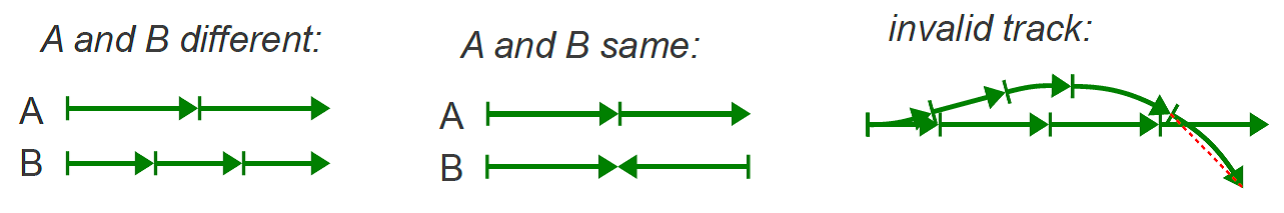 A and B different:
A
B
A and B same:
A
B
invalid track: